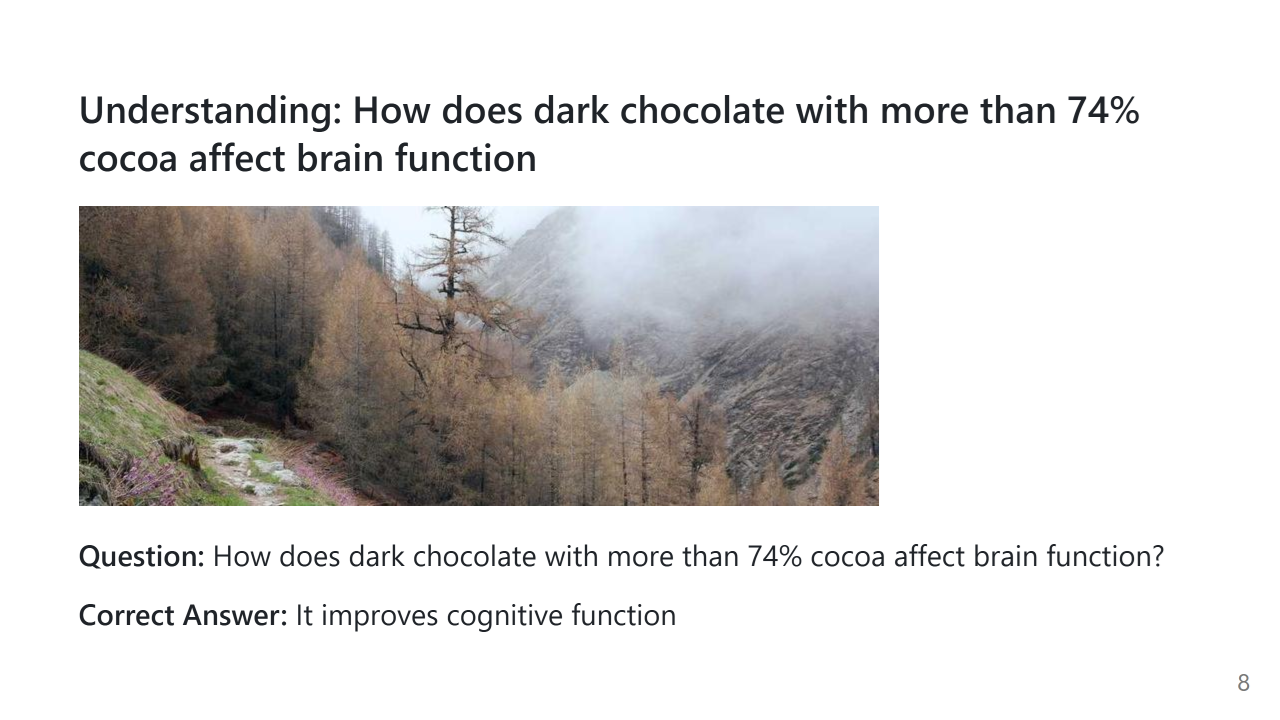 Understanding: How does dark chocolate with more than 74%
cocoa affect brain function
Question: How does dark chocolate with more than 74% cocoa affect brain function?
Correct Answer: It improves cognitive function
8